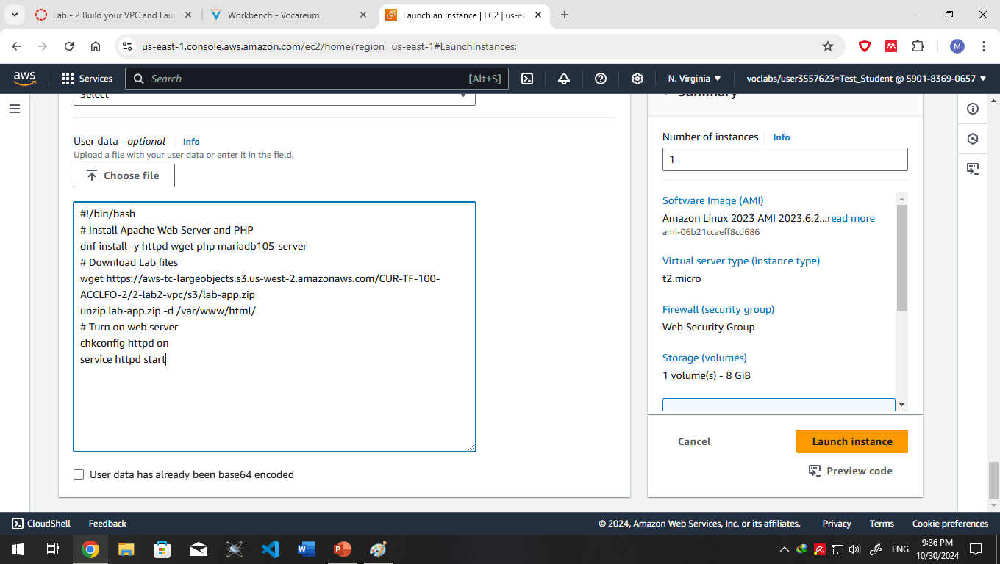 Lab - 2 Build your VPC and Lau
Workbench - Vocareum
Launch an instance | EC2 | us-ea
us-east-1.console.aws.amazon.com/ec2/home?region=us-east-1#LaunchInstances:
M
aws
Services
Search
[Alt+S]
N. Virginia
voclabs/user3557623=Test_Student @ 5901-8369-0657
Select
User data - optional
Info
Upload a file with your user data or enter it in the field.
Choose file
#!/bin/bash
# Install Apache Web Server and PHP
dnf install -y httpd wget php mariadb105-server
# Download Lab files
wget https://aws-tc-largeobjects.s3.us-west-2.amazonaws.com/CUR-TF-100-
ACCLFO-2/2-lab2-vpc/s3/lab-app.zip
unzip lab-app.zip -d /var/www/html/
# Turn on web server
chkconfig httpd on
service httpd start
User data has already been base64 encoded
Summary
Number of instances
Info
1
Software Image (AMI)
Amazon Linux 2023 AMI 2023.6.2...read more
ami-06b21ccaeff8cd686
Virtual server type (instance type)
t2.micro
Firewall (security group)
Web Security Group
Storage (volumes)
1 volume(s) - 8 GiB
Cancel
Launch instance
Preview code
CloudShell
Feedback
© 2024, Amazon Web Services, Inc. or its affiliates.
Privacy
Terms
Cookie preferences
ENG
9:36 PM
10/30/2024